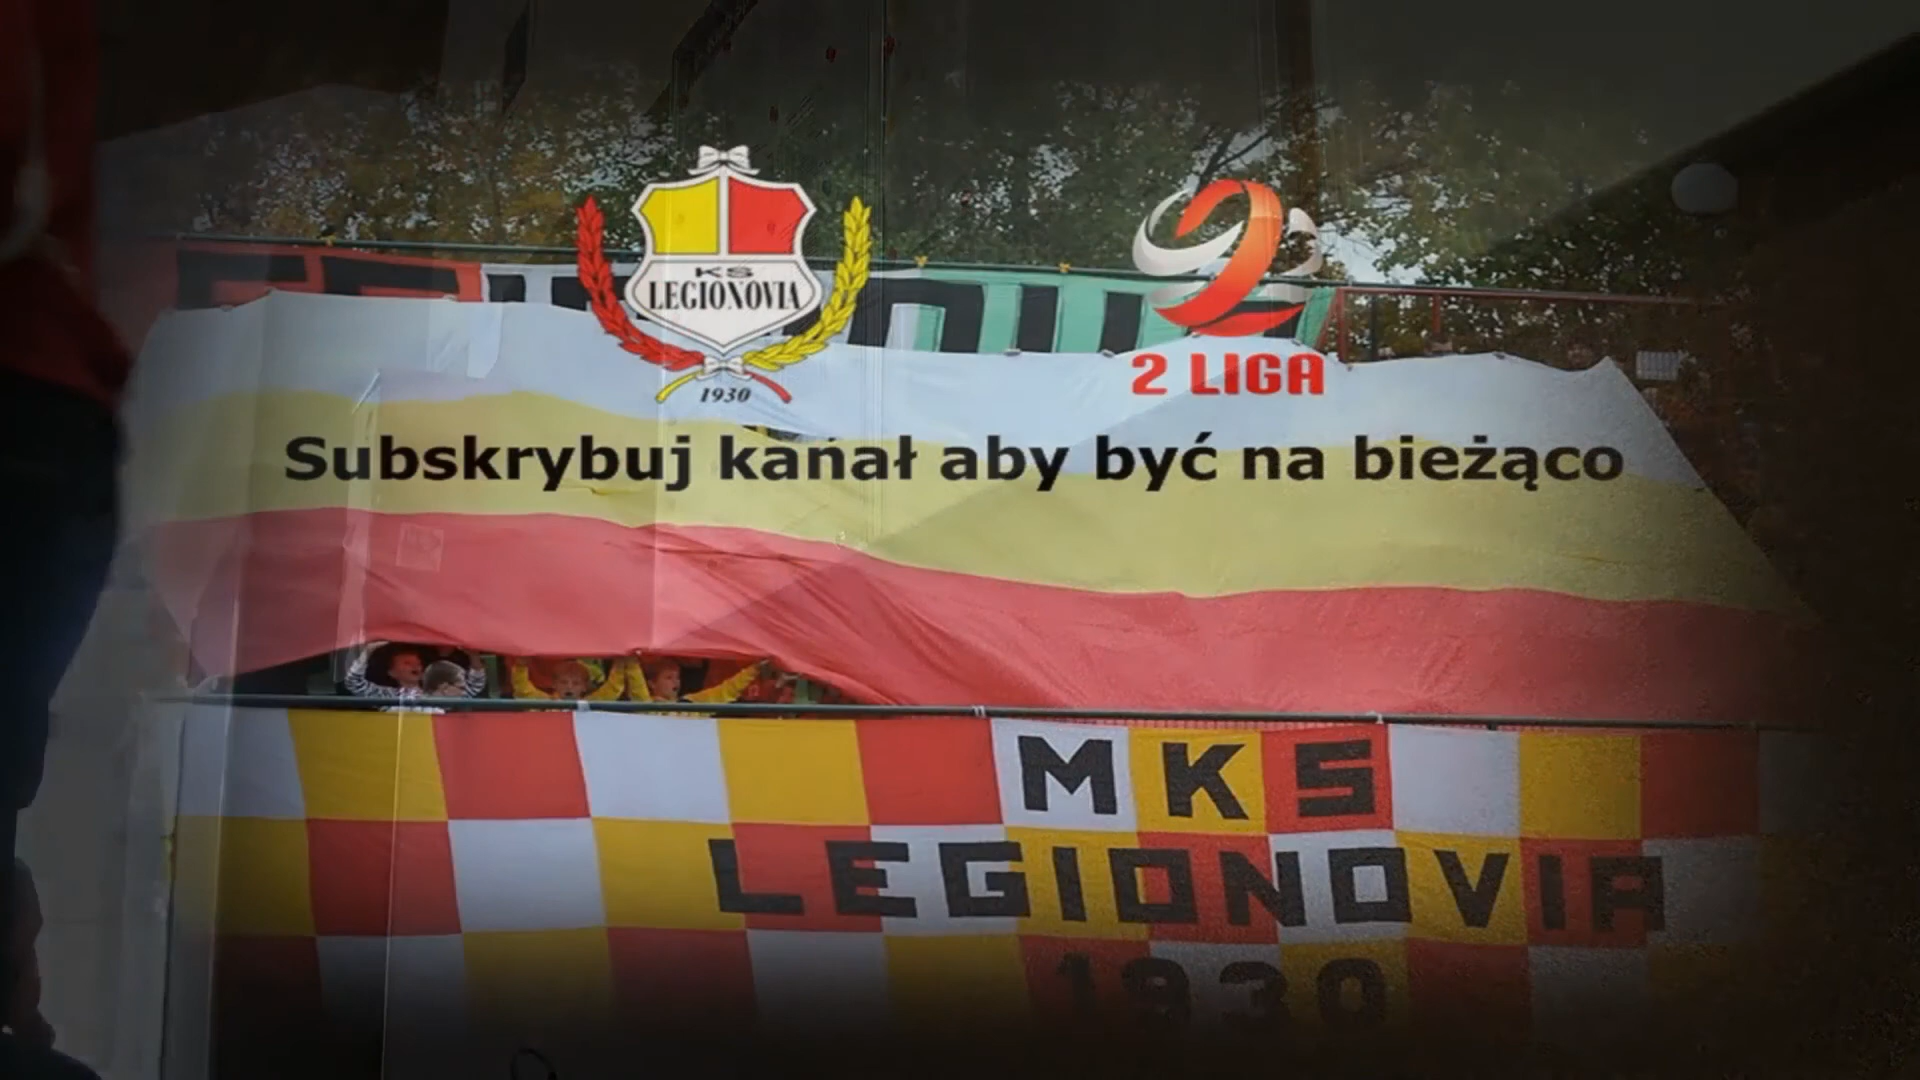 KS
LEGIONOVIA
1930
2 LIGA
Subskrybuj kanał aby być na bieżąco
MKS
LEGIONOVIA
1930